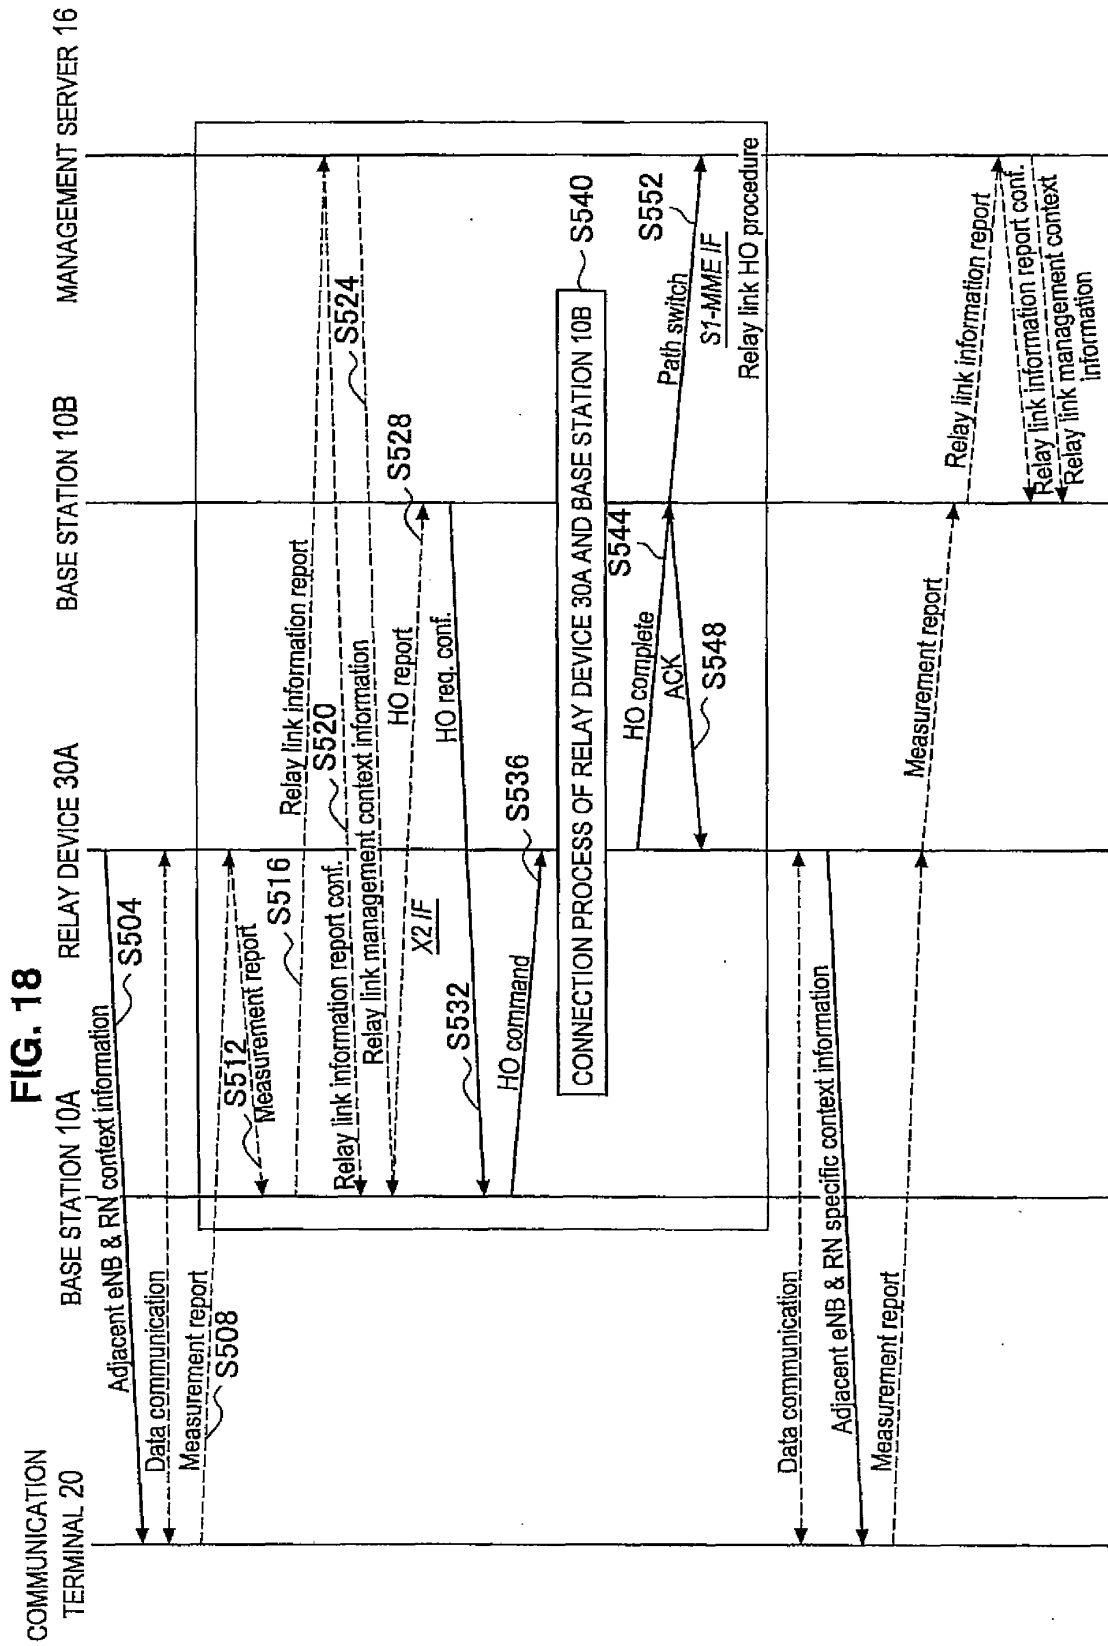 FIG. 18
COMMUNICATION
TERMINAL 20
BASE STATION 10A
RELAY DEVICE 30A
BASE STATION 10B
MANAGEMENT SERVER 16
Adjacent eNB & RN context information
S504
Data communication
Measurement report
S508
S512
Measurement report
S516
Relay link information report
S520
Relay link information report conf.
S524
Relay link management context information
HO report
S528
X2 IF
HO req. conf.
S532
HO command
S536
CONNECTION PROCESS OF RELAY DEVICE 30A AND BASE STATION 10B
S540
HO complete
S544
ACK
S548
Path switch
S552
S1-MME IF
Relay link HO procedure
Data communication
Adjacent eNB & RN specific context information
Measurement report
Measurement report
Relay link information report
Relay link information report conf.
Relay link management context
information